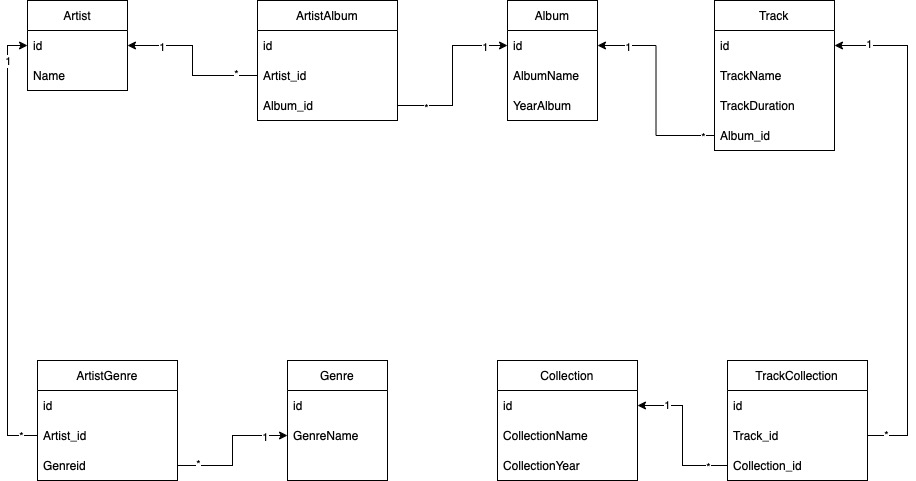 Artist
id
Name
ArtistAlbum
id
Artist_id
Album_id
Album
id
AlbumName
YearAlbum
Track
id
TrackName
TrackDuration
Album_id
1
*
*
1
1
*
1
1
ArtistGenre
id
Artist_id
Genreid
Genre
id
GenreName
Collection
id
CollectionName
CollectionYear
TrackCollection
id
Track_id
Collection_id
*
*
1
1
*
*